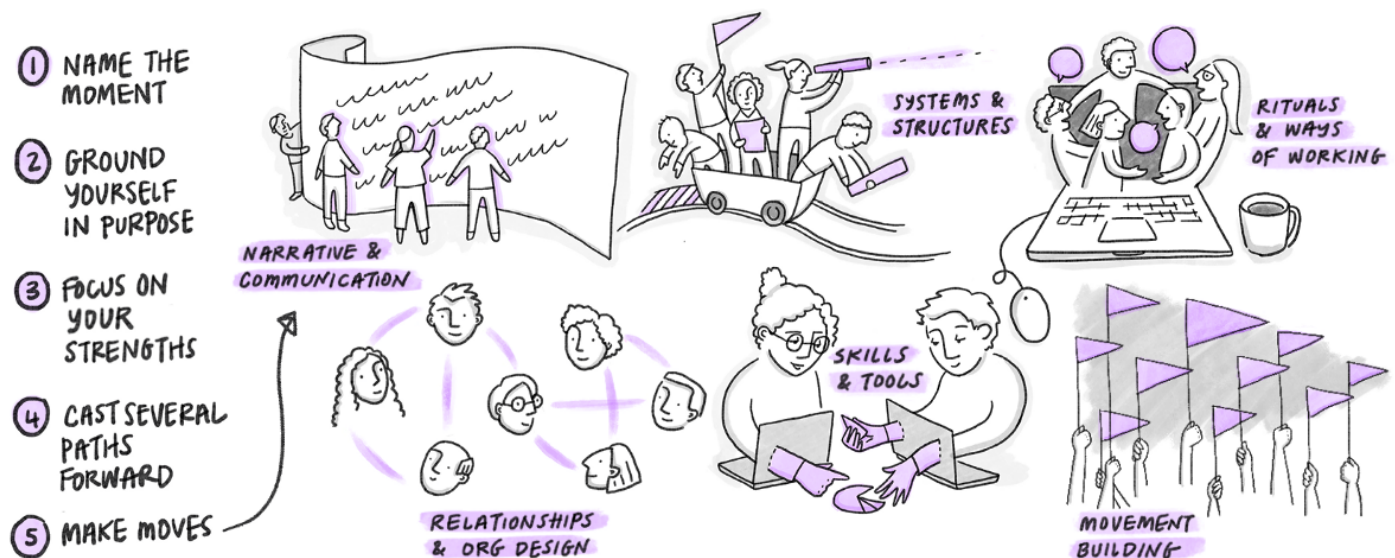 1 NAME THE
MOMENT
2 GROUND
YOURSELF
IN PURPOSE
3 FOCUS ON
YOUR
STRENGTHS
4 CAST SEVERAL
PATHS
FORWARD
5 MAKE MOVES
NARRATIVE &
COMMUNICATION
SYSTEMS &
STRUCTURES
RITUALS
& WAYS
OF WORKING
RELATIONSHIPS
& ORG DESIGN
SKILLS
& TOOLS
MOVEMENT
BUILDING